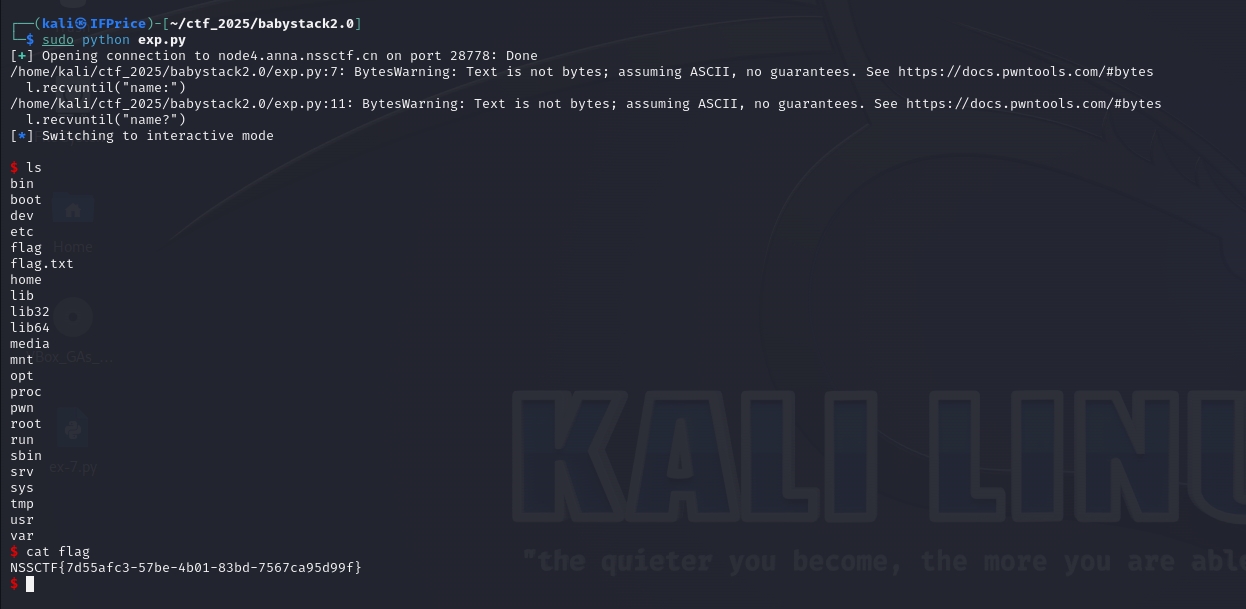 ┌──(kali㉿IFPrice)-[~/ctf_2025/babystack2.0]
└─$ sudo python exp.py
[+] Opening connection to node4.anna.nssctf.cn on port 28778: Done
/home/kali/ctf_2025/babystack2.0/exp.py:7: BytesWarning: Text is not bytes; assuming ASCII, no guarantees. See https://docs.pwntools.com/#bytes
  l.recvuntil("name:")
/home/kali/ctf_2025/babystack2.0/exp.py:11: BytesWarning: Text is not bytes; assuming ASCII, no guarantees. See https://docs.pwntools.com/#bytes
  l.recvuntil("name?")
[*] Switching to interactive mode
$ ls
bin
boot
dev
etc
flag
Home
flag.txt
home
lib
lib32
lib64
media
mnt
Box_GAs_...
opt
proc
pwn
root
run
sbin
ex-7.py
srv
sys
tmp
usr
var
$ cat flag
NSSCTF{7d55afc3-57be-4b01-83bd-7567ca95d99f}
$
KALI LINU
"the quieter you become, the more you are able